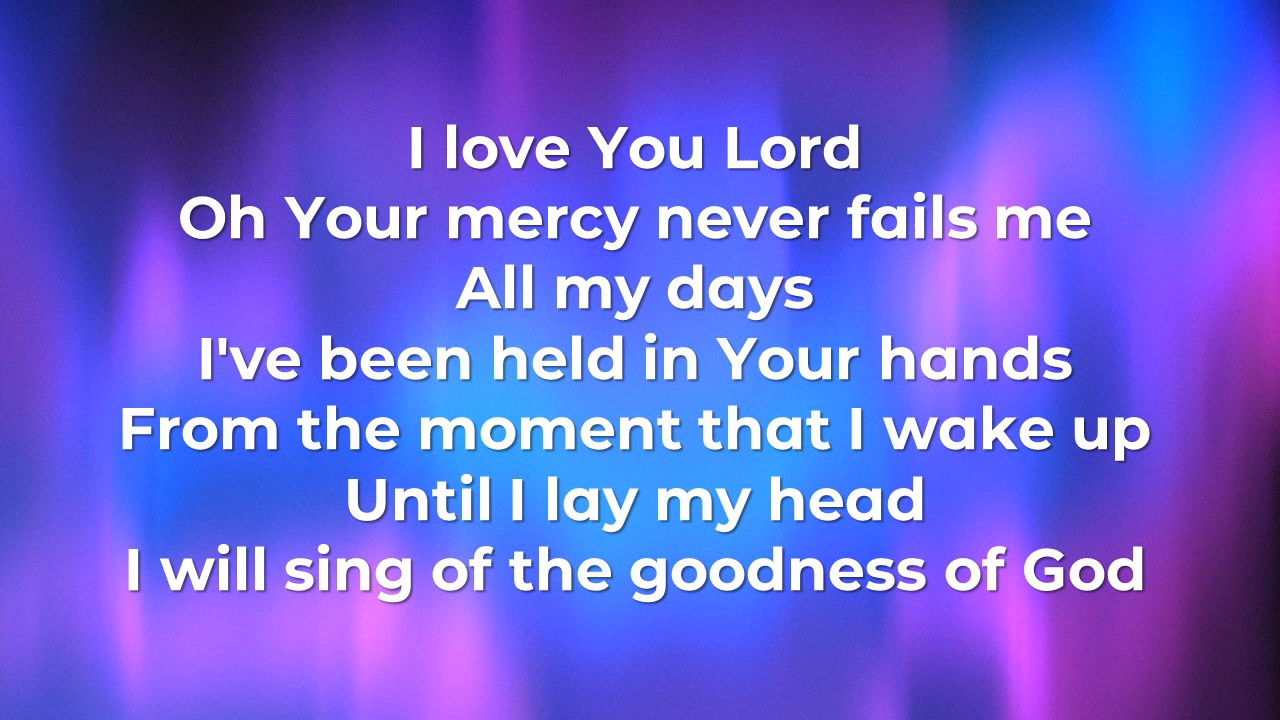 I love You Lord
Oh Your mercy never fails me
All my days
I've been held in Your hands
From the moment that I wake up
Until I lay my head
I will sing of the goodness of God